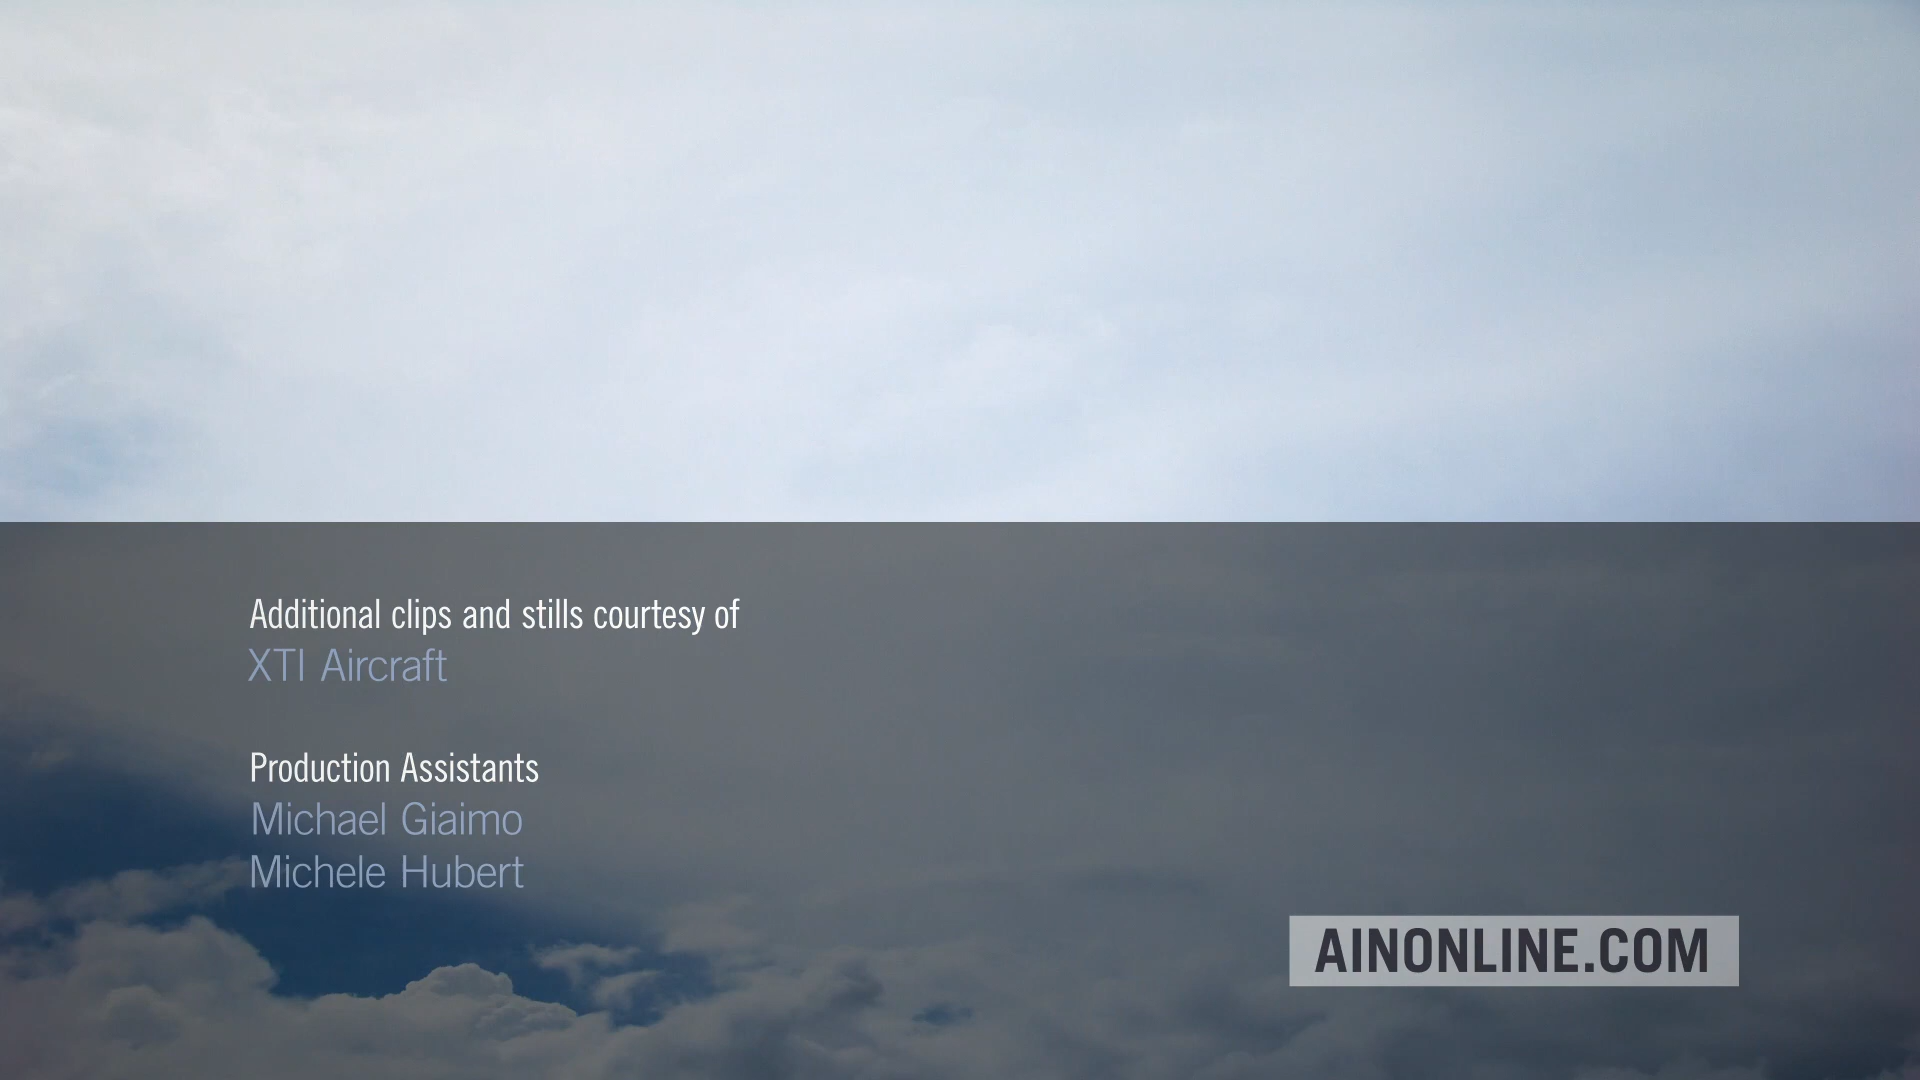 Additional clips and stills courtesy of
XTI Aircraft
Production Assistants
Michael Giaimo
Michele Hubert
AINONLINE.COM